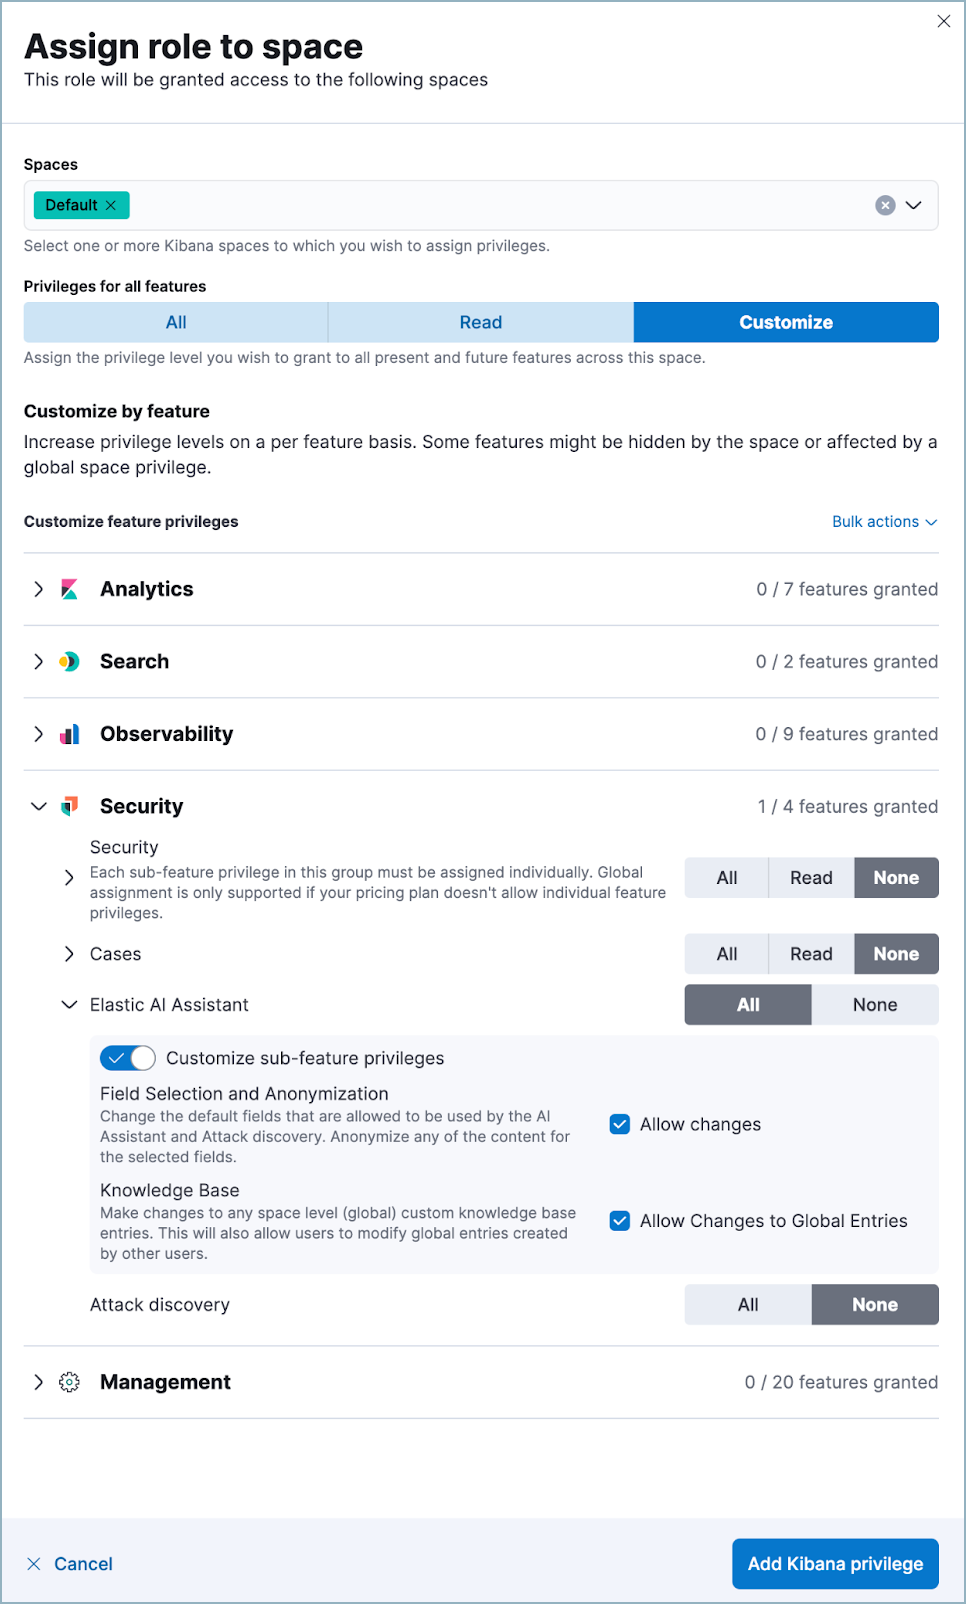 Assign role to space
This role will be granted access to the following spaces
Spaces
Default
Select one or more Kibana spaces to which you wish to assign privileges.
Privileges for all features
All Read Customize
Assign the privilege level you wish to grant to all present and future features across this space.
Customize by feature
Increase privilege levels on a per feature basis. Some features might be hidden by the space or affected by a
global space privilege.
Customize feature privileges Bulk actions
Analytics 0 / 7 features granted
Search 0 / 2 features granted
Observability 0 / 9 features granted
Security 1 / 4 features granted
Security
Each sub-feature privilege in this group must be assigned individually. Global
assignment is only supported if your pricing plan doesn't allow individual feature
privileges.
All Read None
Cases All Read None
Elastic AI Assistant All None
Customize sub-feature privileges
Field Selection and Anonymization
Change the default fields that are allowed to be used by the AI
Assistant and Attack discovery. Anonymize any of the content for
the selected fields.
Allow changes
Knowledge Base
Make changes to any space level (global) custom knowledge base
entries. This will also allow users to modify global entries created
by other users.
Allow Changes to Global Entries
Attack discovery All None
Management 0 / 20 features granted
Cancel Add Kibana privilege